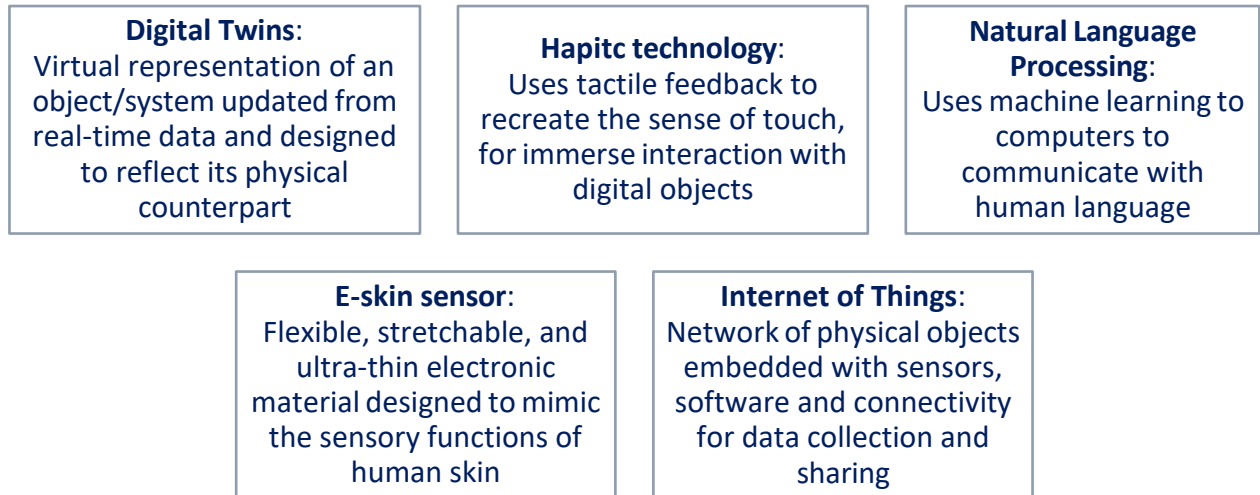 Digital Twins:
Virtual representation of an
object/system updated from
real-time data and designed
to reflect its physical
counterpart
Hapitc technology:
Uses tactile feedback to
recreate the sense of touch,
for immerse interaction with
digital objects
Natural Language
Processing:
Uses machine learning to
computers to
communicate with
human language
E-skin sensor:
Flexible, stretchable, and
ultra-thin electronic
material designed to mimic
the sensory functions of
human skin
Internet of Things:
Network of physical objects
embedded with sensors,
software and connectivity
for data collection and
sharing